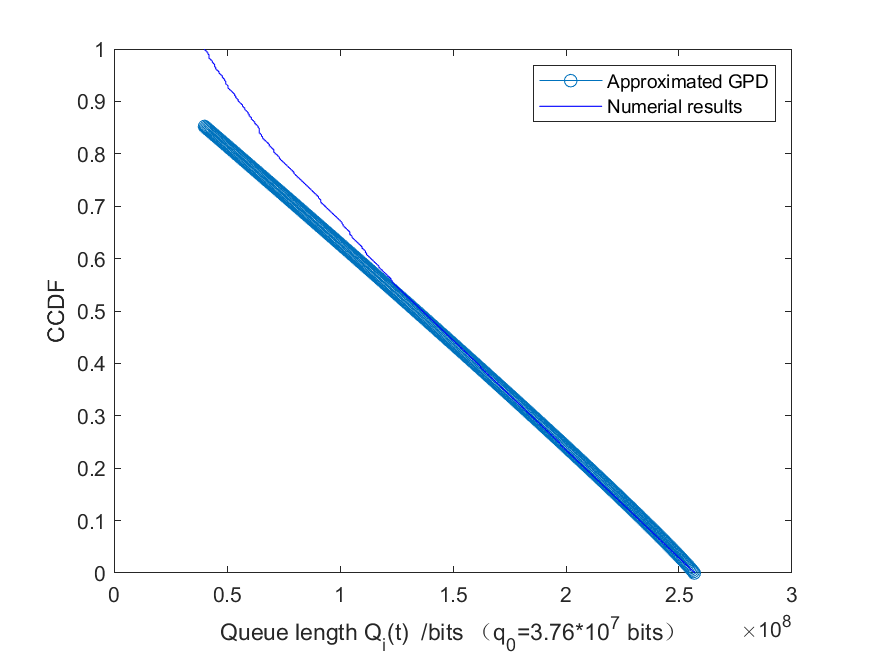 1
0.9
0.8
0.7
0.6
0.5
0.4
0.3
0.2
0.1
0
CCDF
Approximated GPD
Numerial results
0 0.5 1 1.5 2 2.5 3
×10^8
Queue length Q_i(t) /bits （q_0=3.76*10^7 bits）